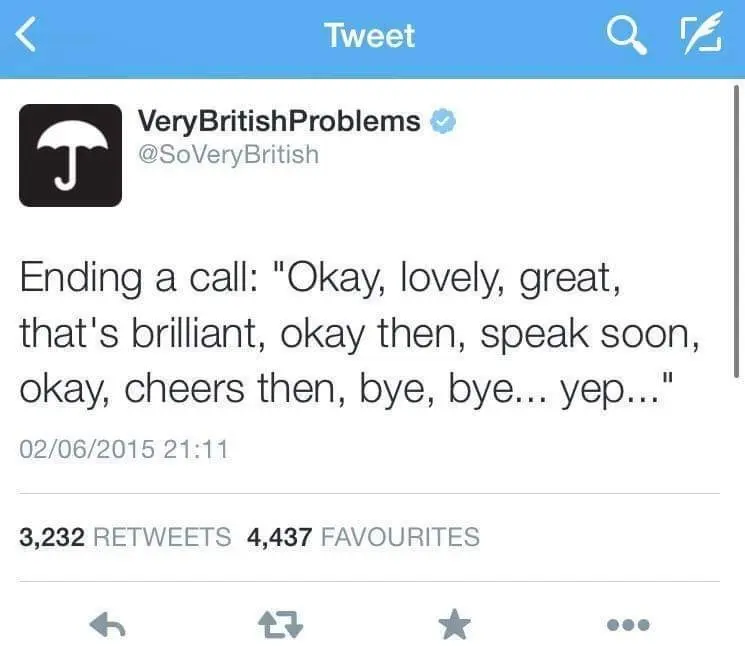 Tweet
VeryBritishProblems
@SoVeryBritish
Ending a call: "Okay, lovely, great,
that's brilliant, okay then, speak soon,
okay, cheers then, bye, bye... yep..."
02/06/2015 21:11
3,232 RETWEETS 4,437 FAVOURITES